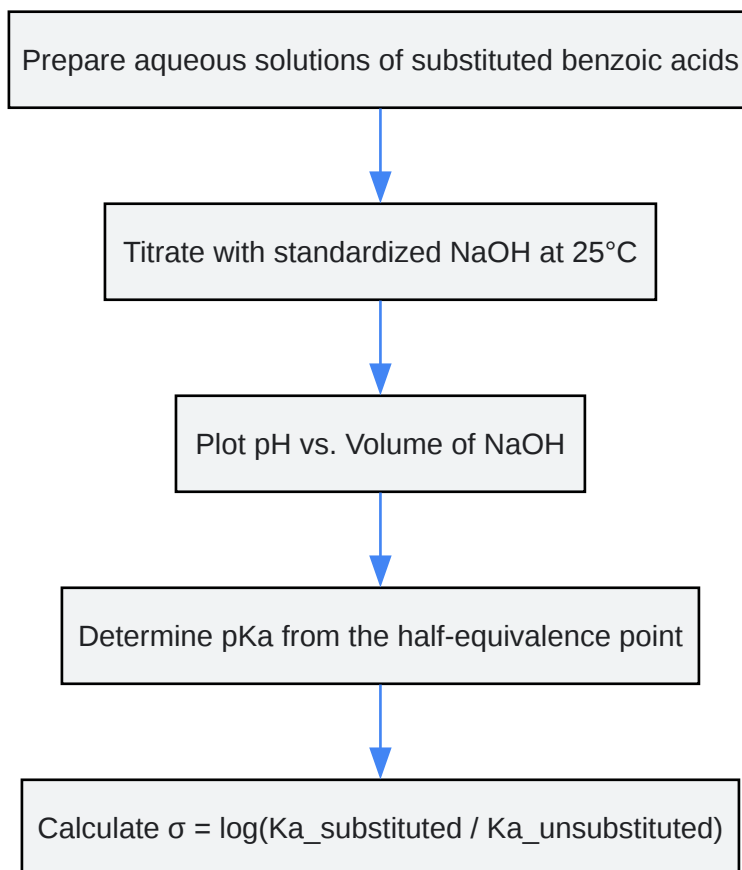 Prepare aqueous solutions of substituted benzoic acids
Titrate with standardized NaOH at 25°C
Plot pH vs. Volume of NaOH
Determine pKa from the half-equivalence point
Calculate σ = log(Ka_substituted / Ka_unsubstituted)